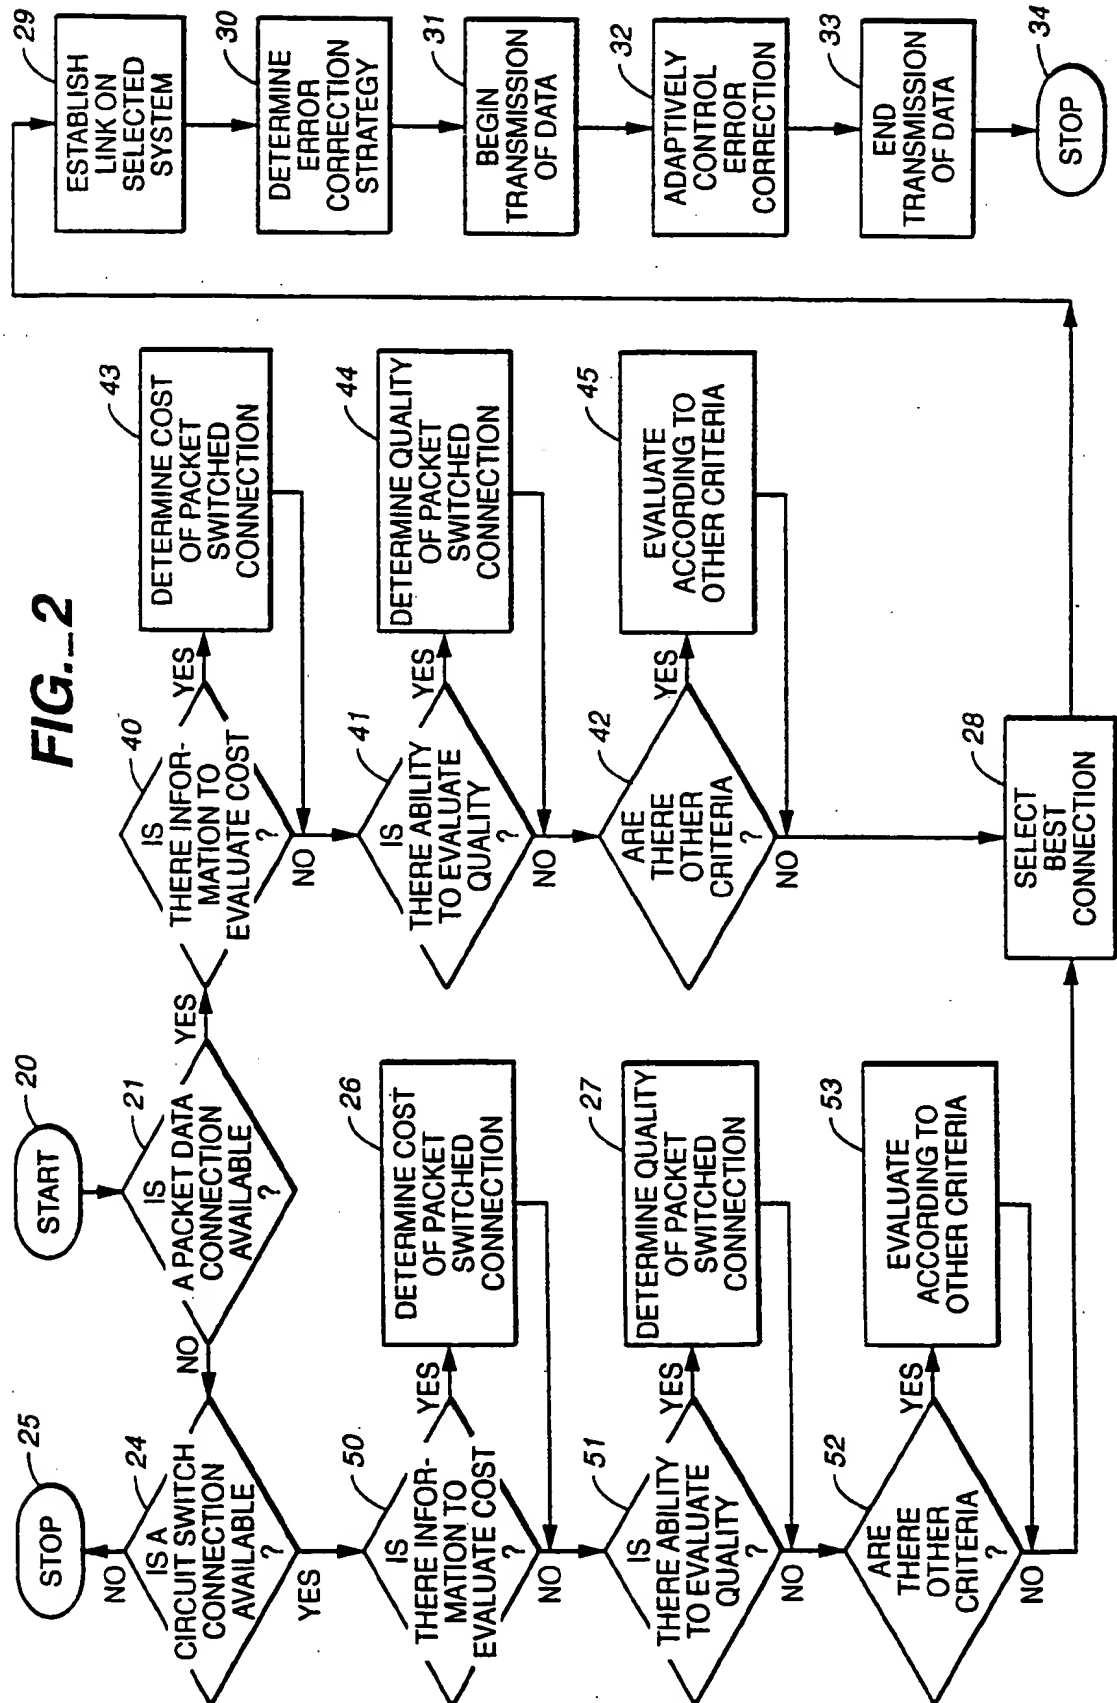 FIG._2
20
START
21
IS
A PACKET DATA
CONNECTION
AVAILABLE
?
YES
NO
25
STOP
NO
24
IS A
CIRCUIT SWITCH
CONNECTION
AVAILABLE
?
YES
50
IS
THERE INFOR-
MATION TO
EVALUATE COST
?
YES
NO
26
DETERMINE COST
OF PACKET
SWITCHED
CONNECTION
51
IS
THERE ABILITY
TO EVALUATE
QUALITY
?
YES
NO
27
DETERMINE QUALITY
OF PACKET
SWITCHED
CONNECTION
52
ARE
THERE
OTHER
CRITERIA
?
YES
NO
53
EVALUATE
ACCORDING TO
OTHER CRITERIA
40
IS
THERE INFOR-
MATION TO
EVALUATE COST
?
YES
NO
43
DETERMINE COST
OF PACKET
SWITCHED
CONNECTION
41
IS
THERE ABILITY
TO EVALUATE
QUALITY
?
YES
NO
44
DETERMINE QUALITY
OF PACKET
SWITCHED
CONNECTION
42
ARE
THERE
OTHER
CRITERIA
?
YES
NO
45
EVALUATE
ACCORDING TO
OTHER CRITERIA
28
SELECT
BEST
CONNECTION
29
ESTABLISH
LINK ON
SELECTED
SYSTEM
30
DETERMINE
ERROR
CORRECTION
STRATEGY
31
BEGIN
TRANSMISSION
OF DATA
32
ADAPTIVELY
CONTROL
ERROR
CORRECTION
33
END
TRANSMISSION
OF DATA
34
STOP